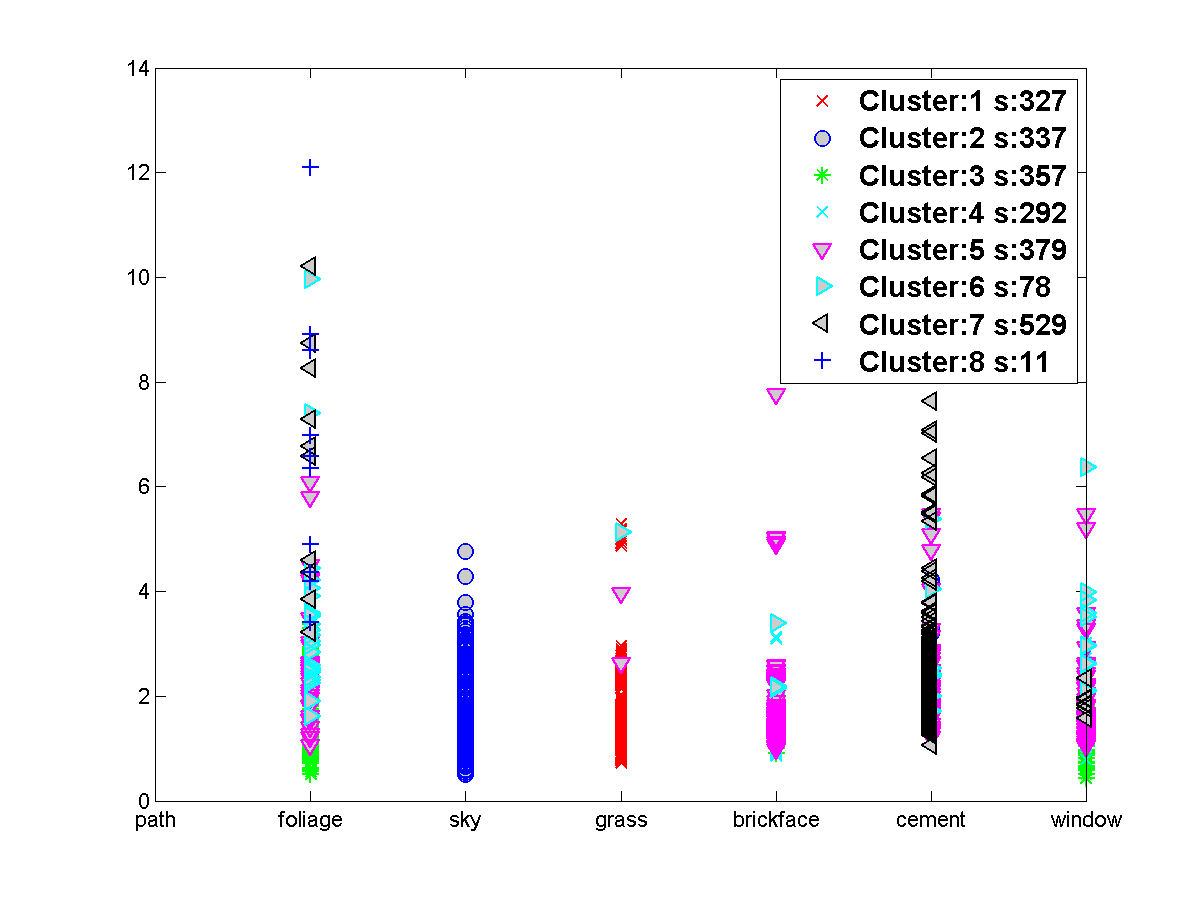 14
12
10
8
6
4
2
0
Cluster:1 s:327
Cluster:2 s:337
Cluster:3 s:357
Cluster:4 s:292
Cluster:5 s:379
Cluster:6 s:78
Cluster:7 s:529
Cluster:8 s:11
path foliage sky grass brickface cement window